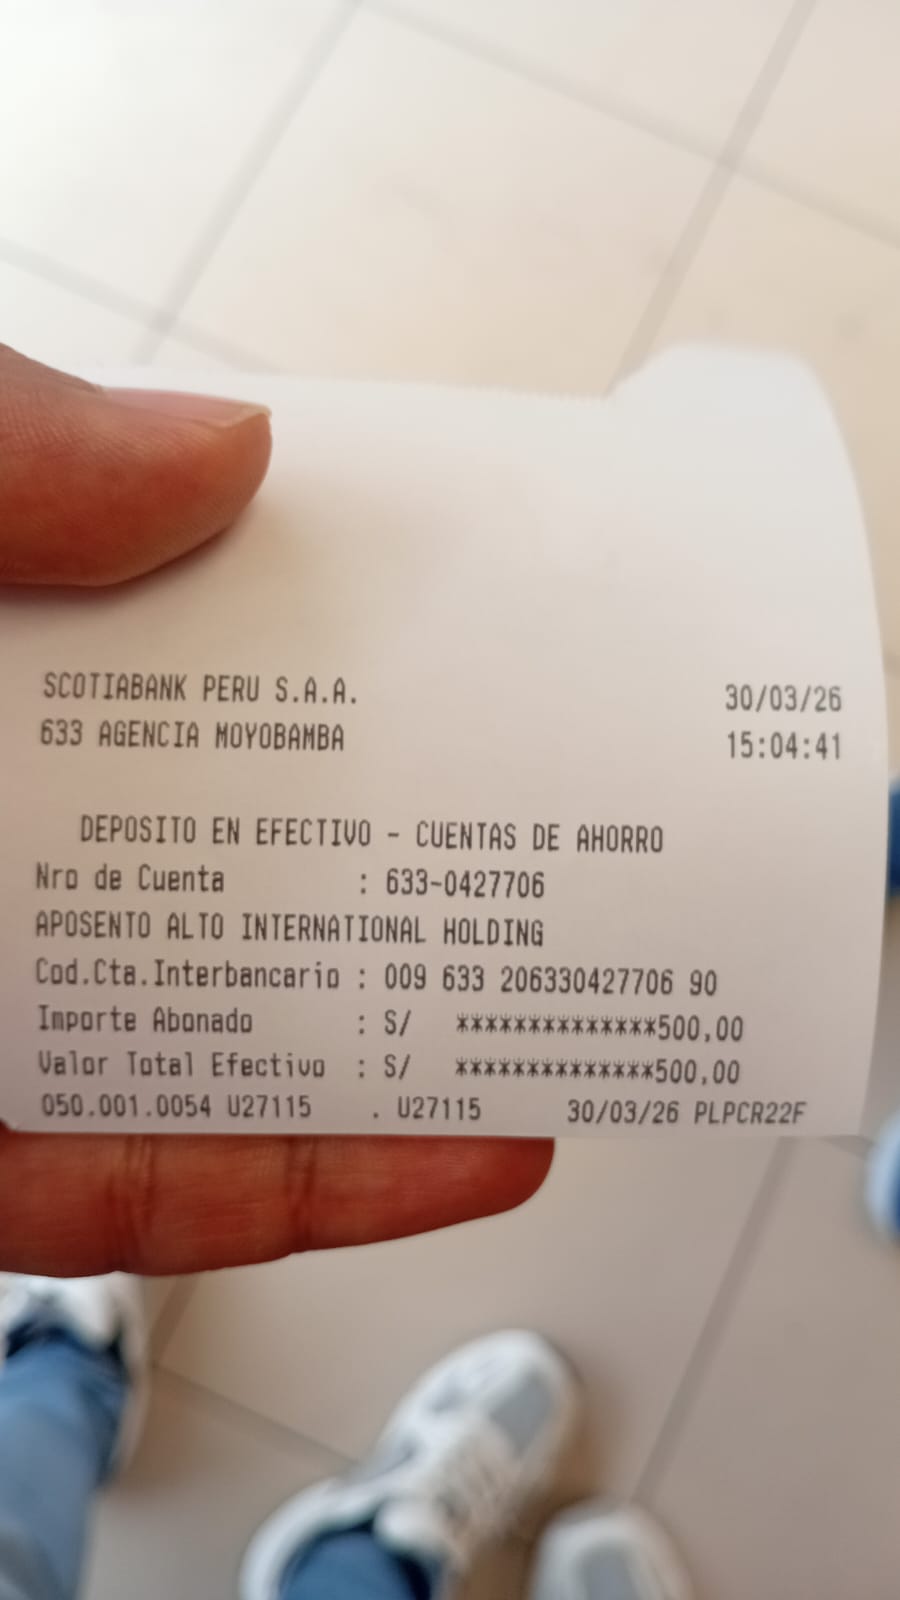 SCOTIABANK PERU S.A.A. 30/03/26
633 AGENCIA MOYOBAMBA 15:04:41
DEPOSITO EN EFECTIVO - CUENTAS DE AHORRO
Nro de Cuenta : 633-0427706
APOSENTO ALTO INTERNATIONAL HOLDING
Cod.Cta.Interbancario : 009 633 206330427706 90
Importe Abonado : S/ **************500,00
Valor Total Efectivo : S/ **************500,00
050.001.0054 U27115 . U27115 30/03/26 PLPCR22F